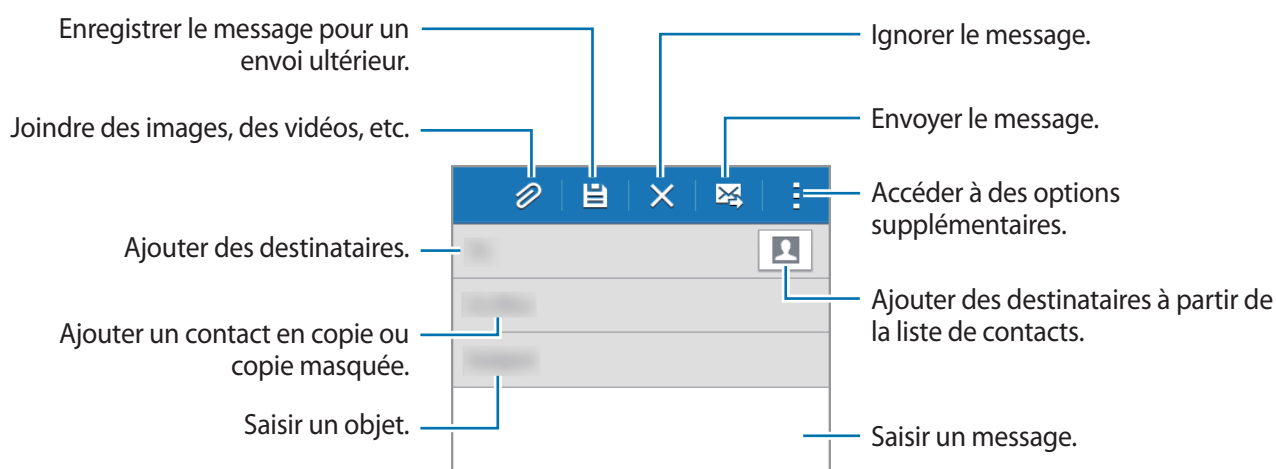 Enregistrer le message pour un
envoi ultérieur.
Joindre des images, des vidéos, etc.
Ajouter des destinataires.
Ajouter un contact en copie ou
copie masquée.
Saisir un objet.
Ignorer le message.
Envoyer le message.
Accéder à des options
supplémentaires.
Ajouter des destinataires à partir de
la liste de contacts.
Saisir un message.